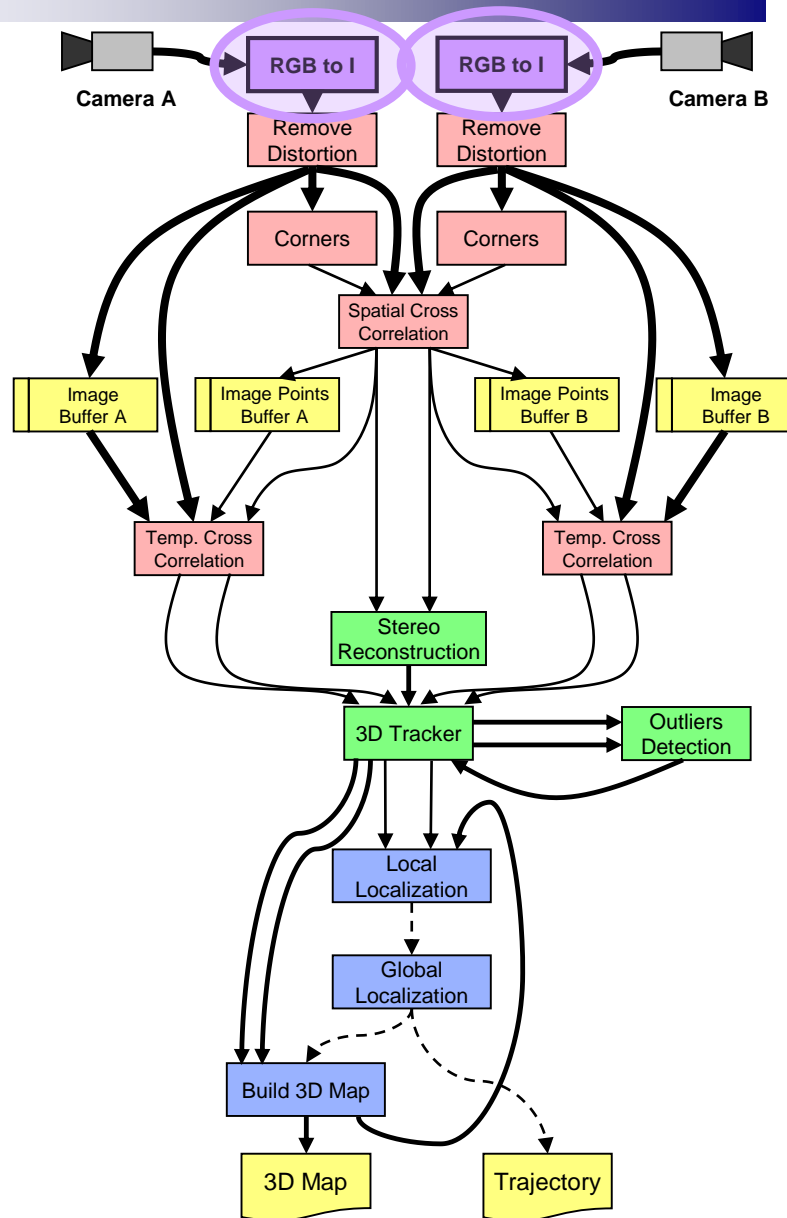 RGB to I
RGB to I
Camera A
Camera B
Remove
Distortion
Remove
Distortion
Corners
Corners
Spatial Cross
Correlation
Image
Buffer A
Image Points
Buffer A
Image Points
Buffer B
Image
Buffer B
Temp. Cross
Correlation
Temp. Cross
Correlation
Stereo
Reconstruction
3D Tracker
Outliers
Detection
Local
Localization
Global
Localization
Build 3D Map
3D Map
Trajectory